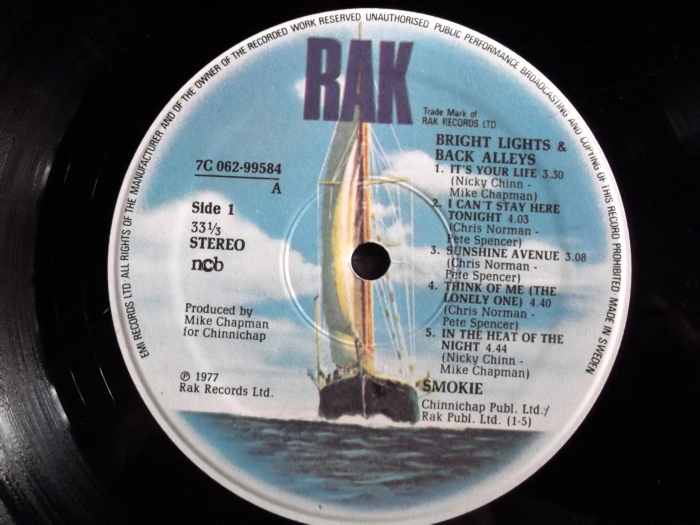 EMI RECORDS LTD ALL RIGHTS OF THE MANUFACTURER AND OF THE OWNER OF THE RECORDED WORK RESERVED UNAUTHORISED PUBLIC PERFORMANCE BROADCASTING AND COPYING OF THIS RECORD PROHIBITED MADE IN SWEDEN
RAK
Trade Mark of
RAK RECORDS LTD
7C 062-99584
A
Side 1
33⅓
STEREO
ncb
Produced by
Mike Chapman
for Chinnichap
℗ 1977
Rak Records Ltd.
BRIGHT LIGHTS &
BACK ALLEYS
1. IT'S YOUR LIFE 3.30
(Nicky Chinn -
Mike Chapman)
2. I CAN'T STAY HERE
TONIGHT 4.03
(Chris Norman -
Pete Spencer)
3. SUNSHINE AVENUE 3.08
(Chris Norman -
Pete Spencer)
4. THINK OF ME (THE
LONELY ONE) 4.40
(Chris Norman -
Pete Spencer)
5. IN THE HEAT OF THE
NIGHT 4.44
(Nicky Chinn -
Mike Chapman)
SMOKIE
Chinnichap Publ. Ltd./
Rak Publ. Ltd. (1-5)